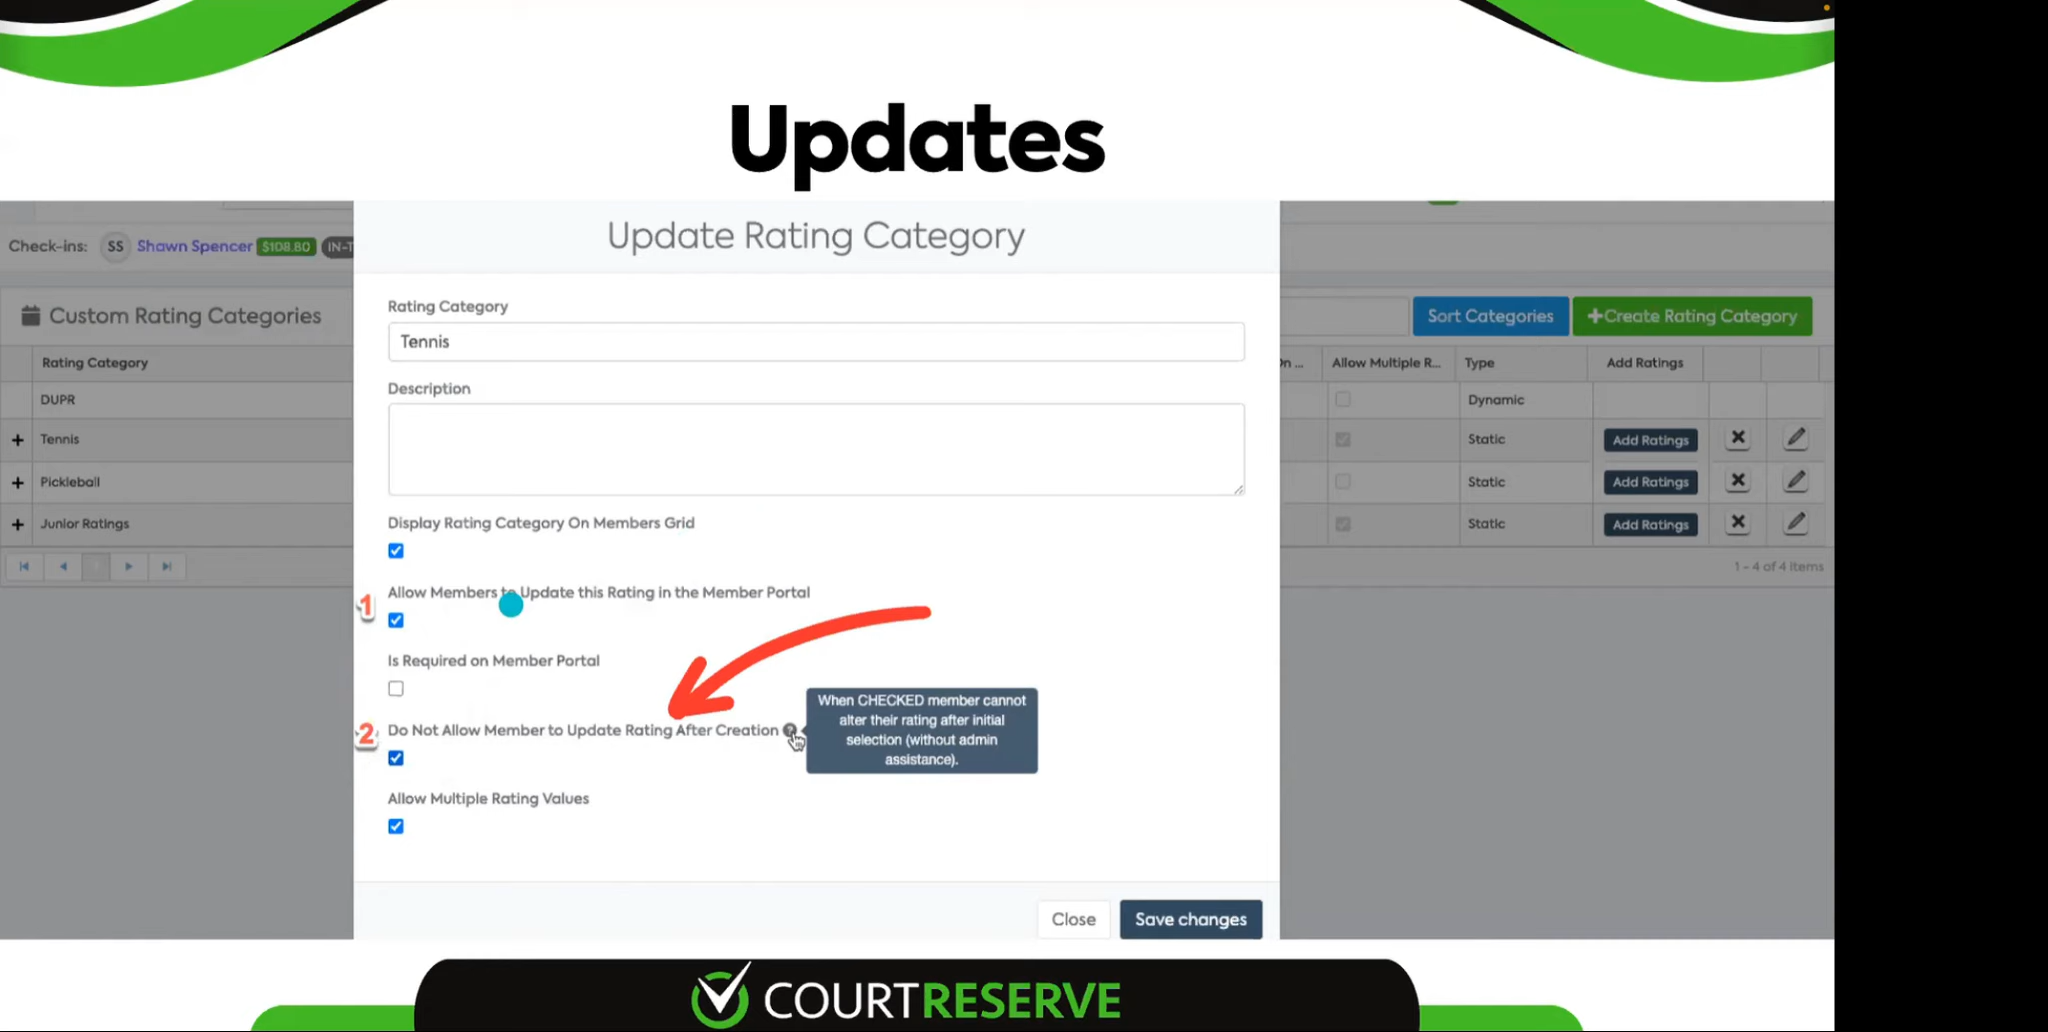 Updates
Update Rating Category
Check-ins: SS Shawn Spencer $108.80 IN-T
Custom Rating Categories
Sort Categories
+Create Rating Category
Rating Category
Tennis
Rating Category
On ... Allow Multiple R... Type Add Ratings
Description
DUPR
Dynamic
Tennis
Static Add Ratings
Pickleball
Static Add Ratings
Junior Ratings
Static Add Ratings
1 - 4 of 4 items
Display Rating Category On Members Grid
1 Allow Members to Update this Rating in the Member Portal
Is Required on Member Portal
2 Do Not Allow Member to Update Rating After Creation
When CHECKED member cannot
alter their rating after initial
selection (without admin
assistance).
Allow Multiple Rating Values
Close
Save changes
COURTRESERVE